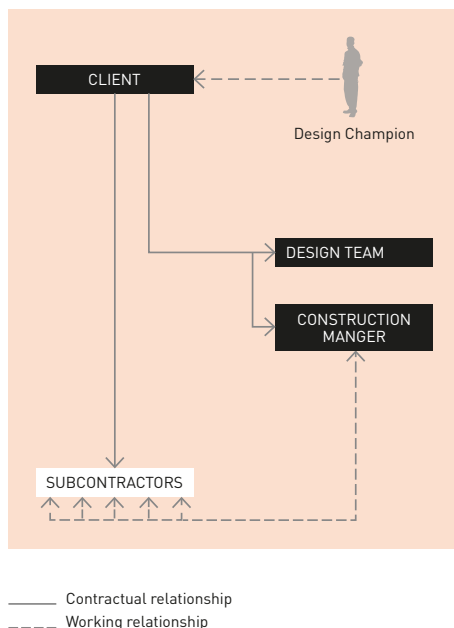 CLIENT
Design Champion
DESIGN TEAM
CONSTRUCTION
MANGER
SUBCONTRACTORS
Contractual relationship
Working relationship